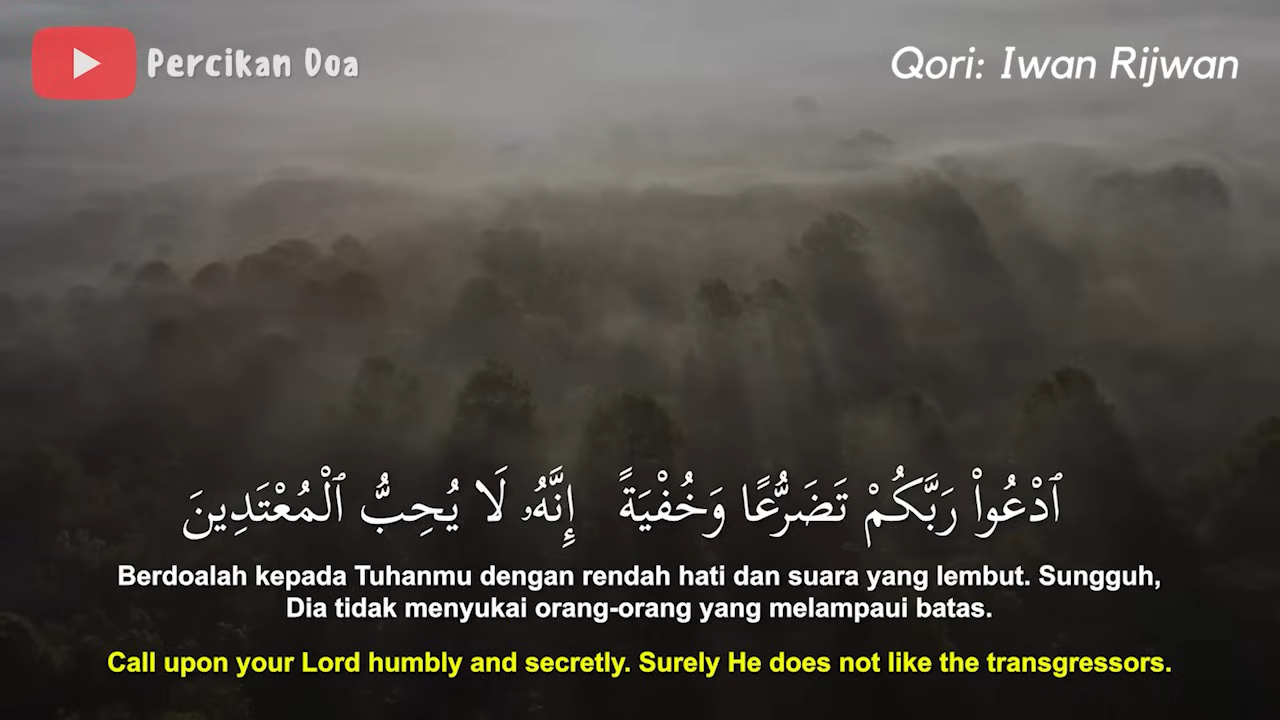 Percikan Doa
Qori: Iwan Rijwan
ٱدْعُوا۟ رَبَّكُمْ تَضَرُّعًا وَخُفْيَةً إِنَّهُۥ لَا يُحِبُّ ٱلْمُعْتَدِينَ
Berdoalah kepada Tuhanmu dengan rendah hati dan suara yang lembut. Sungguh,
Dia tidak menyukai orang-orang yang melampaui batas.
Call upon your Lord humbly and secretly. Surely He does not like the transgressors.